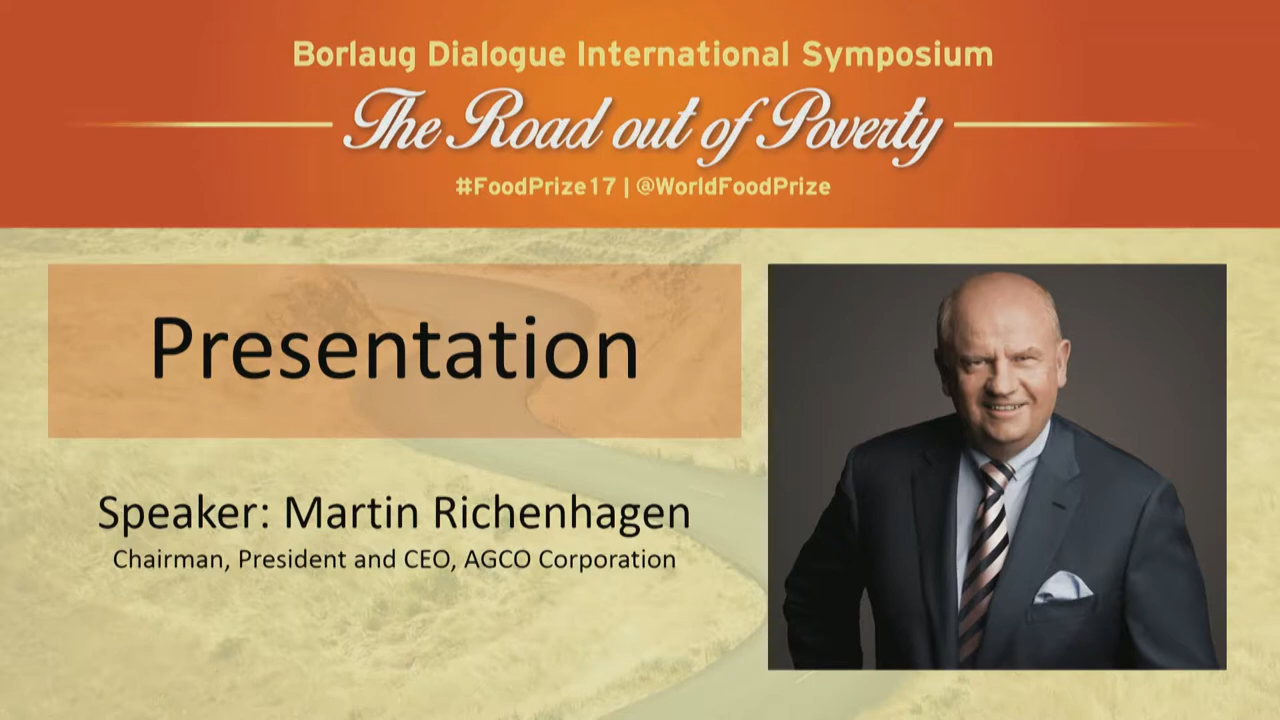 Borlaug Dialogue International Symposium
The Road out of Poverty
#FoodPrize17 | @WorldFoodPrize
Presentation
Speaker: Martin Richenhagen
Chairman, President and CEO, AGCO Corporation